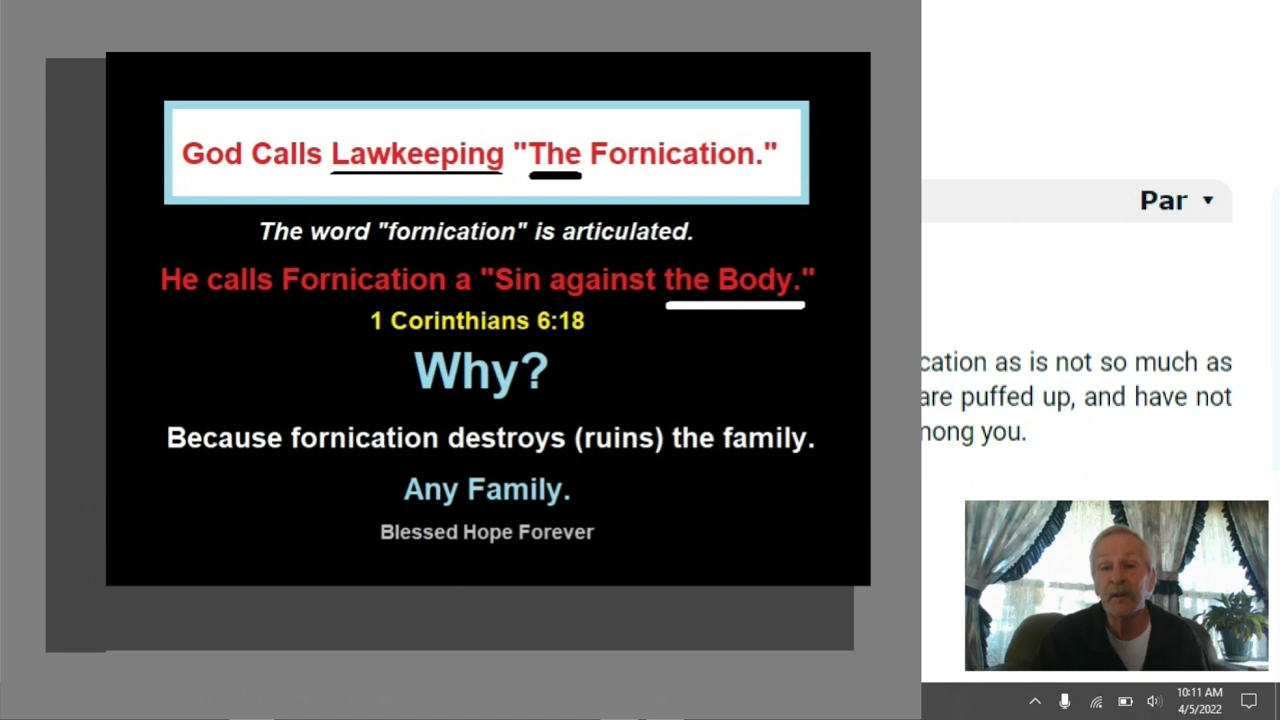 God Calls Lawkeeping "The Fornication."
The word "fornication" is articulated.
He calls Fornication a "Sin against the Body."
1 Corinthians 6:18
Why?
Because fornication destroys (ruins) the family.
Any Family.
Blessed Hope Forever
Par
as is not so much as
are puffed up, and have not
you.
10:11 AM
4/5/2022